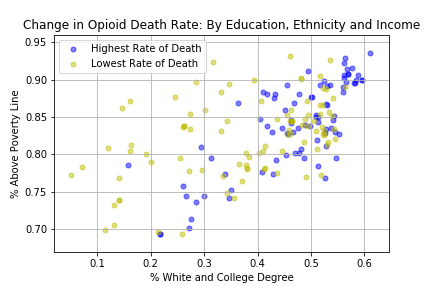 Change in Opioid Death Rate: By Education, Ethnicity and Income
Highest Rate of Death
Lowest Rate of Death
% Above Poverty Line
0.95
0.90
0.85
0.80
0.75
0.70
0.1 0.2 0.3 0.4 0.5 0.6
% White and College Degree